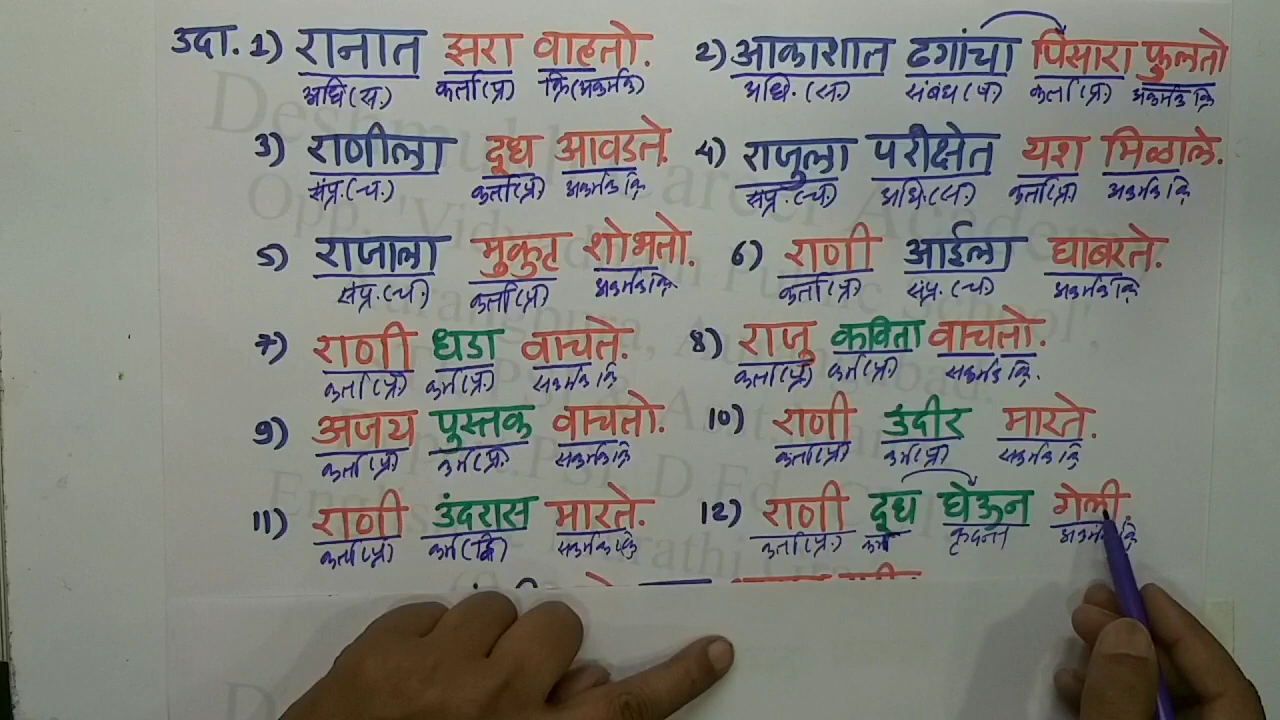 उदा. 1) रानात झरा वाहतो. 2) आकाशात ढगांचा पिसारा फुलतो
अधि(स.) कर्ता(प्र) क्रि(अकर्मक) अधि.(स.) संबंध(ष) कर्ता(प्र) अकर्मक क्रि
3) राणीला दूध आवडते. 4) राजुला परीक्षेत यश मिळाले.
संप्र.(च.) कर्ता(प्र) अकर्मक क्रि संप्र.(च.) अधि.(स.) कर्ता(प्र) अकर्मक क्रि
5) राजाला मुकुट शोभतो. 6) राणी आईला घाबरते.
संप्र.(च.) कर्ता(प्र) अकर्मक क्रि कर्ता(प्र) संप्र.(च) अकर्मक क्रि
7) राणी धडा वाचते. 8) राजु कविता वाचतो.
कर्ता(प्र) कर्म(प्र.) सकर्मक क्रि कर्ता(प्र) कर्म(प्र) सकर्मक क्रि.
9) अजय पुस्तक वाचतो. 10) राणी उंदीर मारते.
कर्ता(प्र) कर्म(प्र.) सकर्मक क्रि कर्ता(प्र) कर्म(प्र) सकर्मक क्रि
11) राणी उंदरास मारते. 12) राणी दूध घेऊन गेली.
कर्ता(प्र) कर्म(द्वि) सकर्मक क्रि कर्ता(प्र.) कर्म कृदन्त अकर्मक क्रि